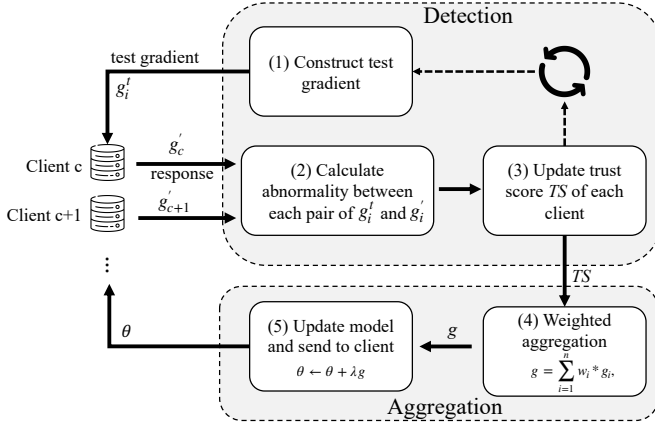 Detection
(1) Construct test
gradient
test gradient
g_i^t
Client c
g_c^'
response
Client c+1
g_{c+1}^'
(2) Calculate
abnormality between
each pair of g_i^t and g_i^'
(3) Update trust
score TS of each
client
TS
...
θ
(5) Update model
and send to client
θ ← θ + λg
g
(4) Weighted
aggregation
g = \sum_{i=1}^{n} w_i * g_i,
Aggregation